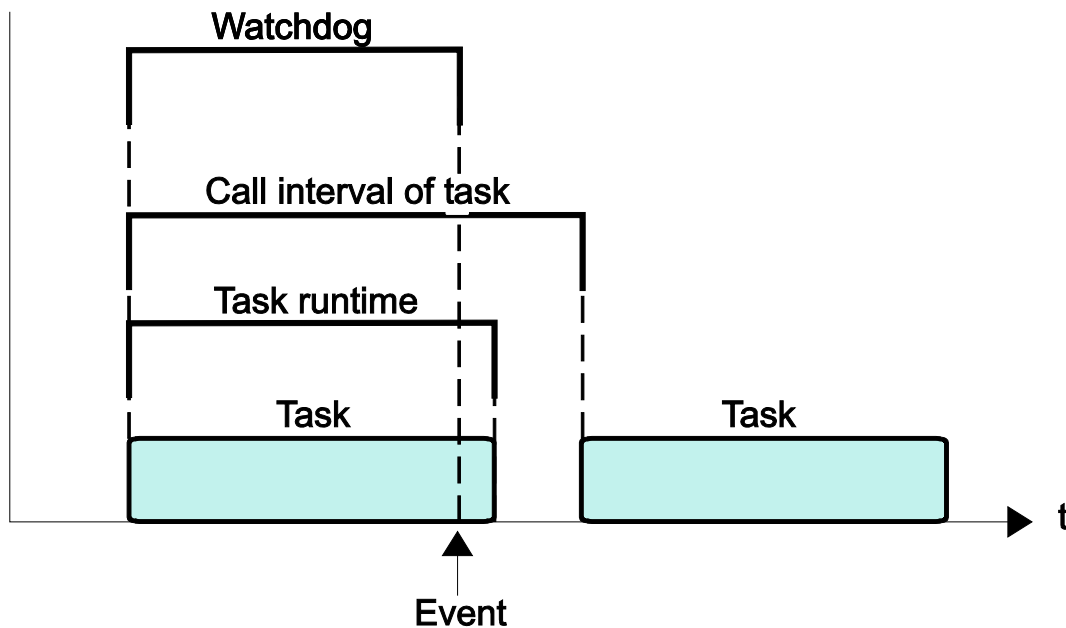 Watchdog
Call interval of task
Task runtime
Task
Task
t
Event